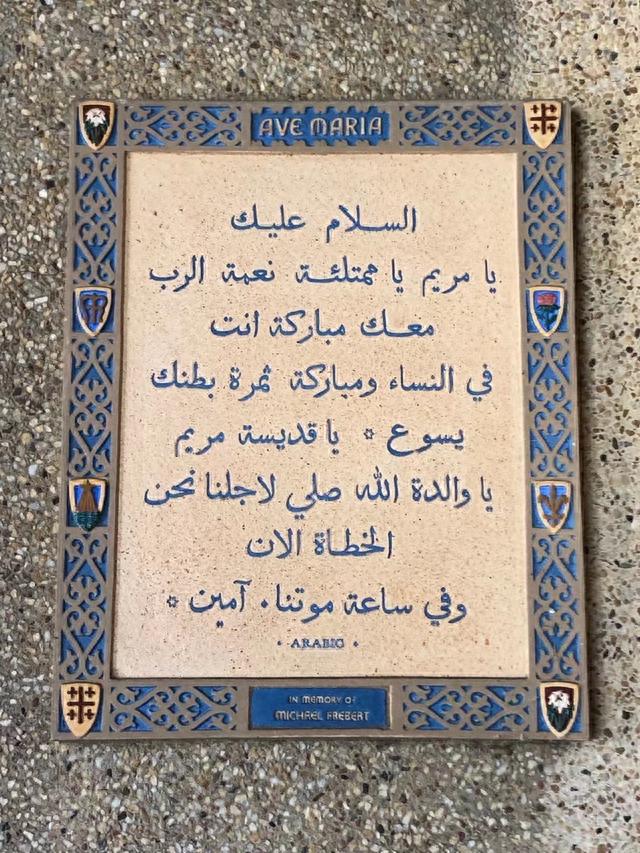 AVE MARIA
السلام عليك
يا مريم يا ممتلئة نعمة الرب
معك مباركة انت
في النساء ومباركة ثمرة بطنك
يسوع * يا قديسة مريم
يا والدة الله صلي لاجلنا نحن
الخطاة الان
وفي ساعة موتنا . آمين *
· ARABIC ·
IN MEMORY OF
MICHAEL FREBERT